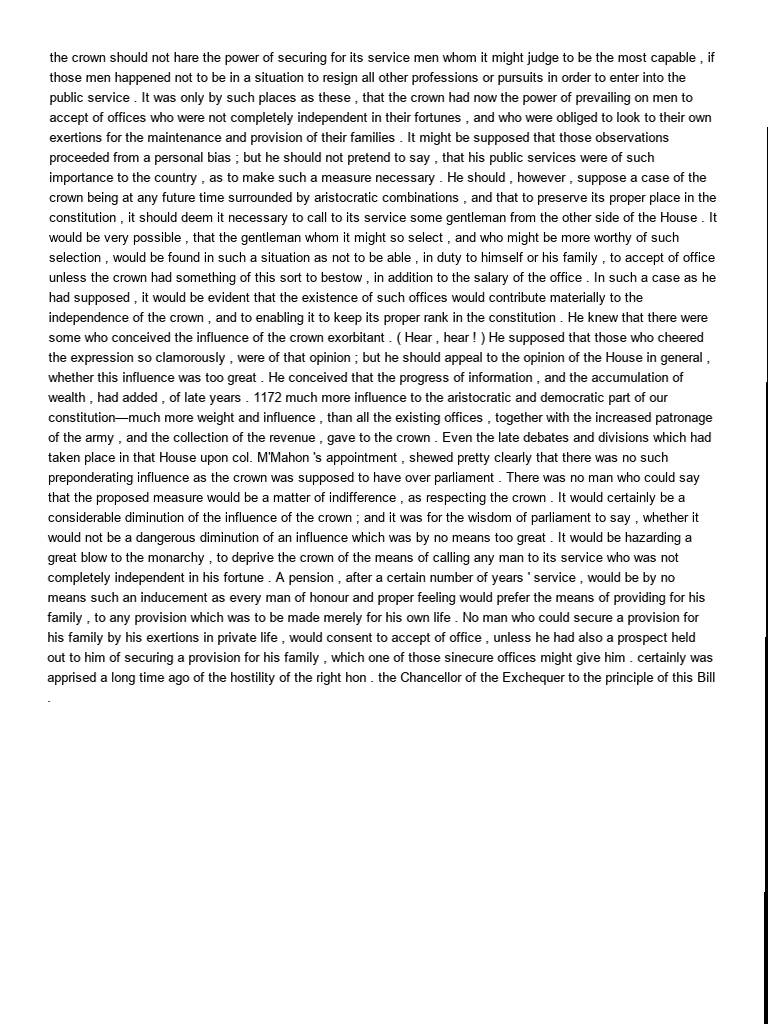 the crown should not hare the power of securing for its service men whom it might judge to be the most capable , if
those men happened not to be in a situation to resign all other professions or pursuits in order to enter into the
public service . It was only by such places as these , that the crown had now the power of prevailing on men to
accept of offices who were not completely independent in their fortunes , and who were obliged to look to their own
exertions for the maintenance and provision of their families . It might be supposed that those observations
proceeded from a personal bias ; but he should not pretend to say , that his public services were of such
importance to the country , as to make such a measure necessary . He should , however , suppose a case of the
crown being at any future time surrounded by aristocratic combinations , and that to preserve its proper place in the
constitution , it should deem it necessary to call to its service some gentleman from the other side of the House . It
would be very possible , that the gentleman whom it might so select , and who might be more worthy of such
selection , would be found in such a situation as not to be able , in duty to himself or his family , to accept of office
unless the crown had something of this sort to bestow , in addition to the salary of the office . In such a case as he
had supposed , it would be evident that the existence of such offices would contribute materially to the
independence of the crown , and to enabling it to keep its proper rank in the constitution . He knew that there were
some who conceived the influence of the crown exorbitant . ( Hear , hear ! ) He supposed that those who cheered
the expression so clamorously , were of that opinion ; but he should appeal to the opinion of the House in general ,
whether this influence was too great . He conceived that the progress of information , and the accumulation of
wealth , had added , of late years . 1172 much more influence to the aristocratic and democratic part of our
constitution—much more weight and influence , than all the existing offices , together with the increased patronage
of the army , and the collection of the revenue , gave to the crown . Even the late debates and divisions which had
taken place in that House upon col. M'Mahon 's appointment , shewed pretty clearly that there was no such
preponderating influence as the crown was supposed to have over parliament . There was no man who could say
that the proposed measure would be a matter of indifference , as respecting the crown . It would certainly be a
considerable diminution of the influence of the crown ; and it was for the wisdom of parliament to say , whether it
would not be a dangerous diminution of an influence which was by no means too great . It would be hazarding a
great blow to the monarchy , to deprive the crown of the means of calling any man to its service who was not
completely independent in his fortune . A pension , after a certain number of years ' service , would be by no
means such an inducement as every man of honour and proper feeling would prefer the means of providing for his
family , to any provision which was to be made merely for his own life . No man who could secure a provision for
his family by his exertions in private life , would consent to accept of office , unless he had also a prospect held
out to him of securing a provision for his family , which one of those sinecure offices might give him . certainly was
apprised a long time ago of the hostility of the right hon . the Chancellor of the Exchequer to the principle of this Bill
.